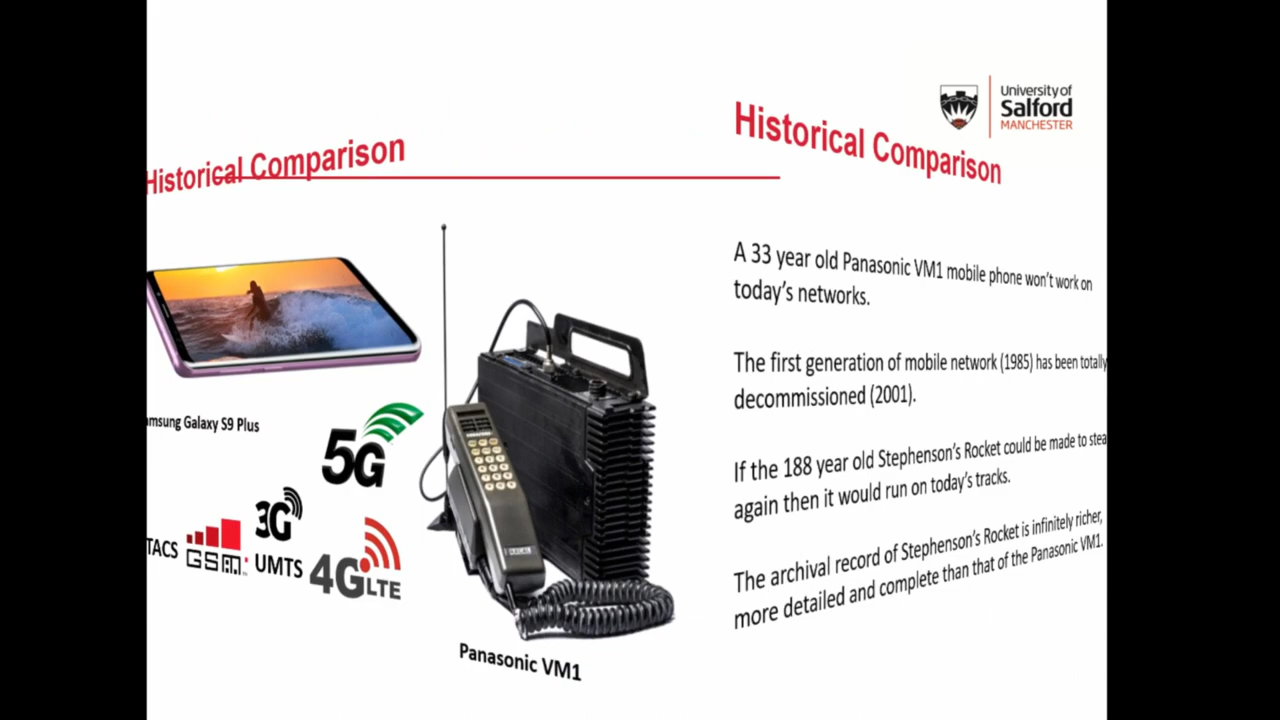 University of
Salford
MANCHESTER
Historical Comparison
Historical Comparison
A 33 year old Panasonic VM1 mobile phone won't work on
today's networks.
The first generation of mobile network (1985) has been totally
decommissioned (2001).
If the 188 year old Stephenson's Rocket could be made to stea
again then it would run on today's tracks.
The archival record of Stephenson's Rocket is infinitely richer,
more detailed and complete than that of the Panasonic VM1.
amsung Galaxy S9 Plus
5G
3G
TACS
GSM
UMTS
4G LTE
Panasonic VM1